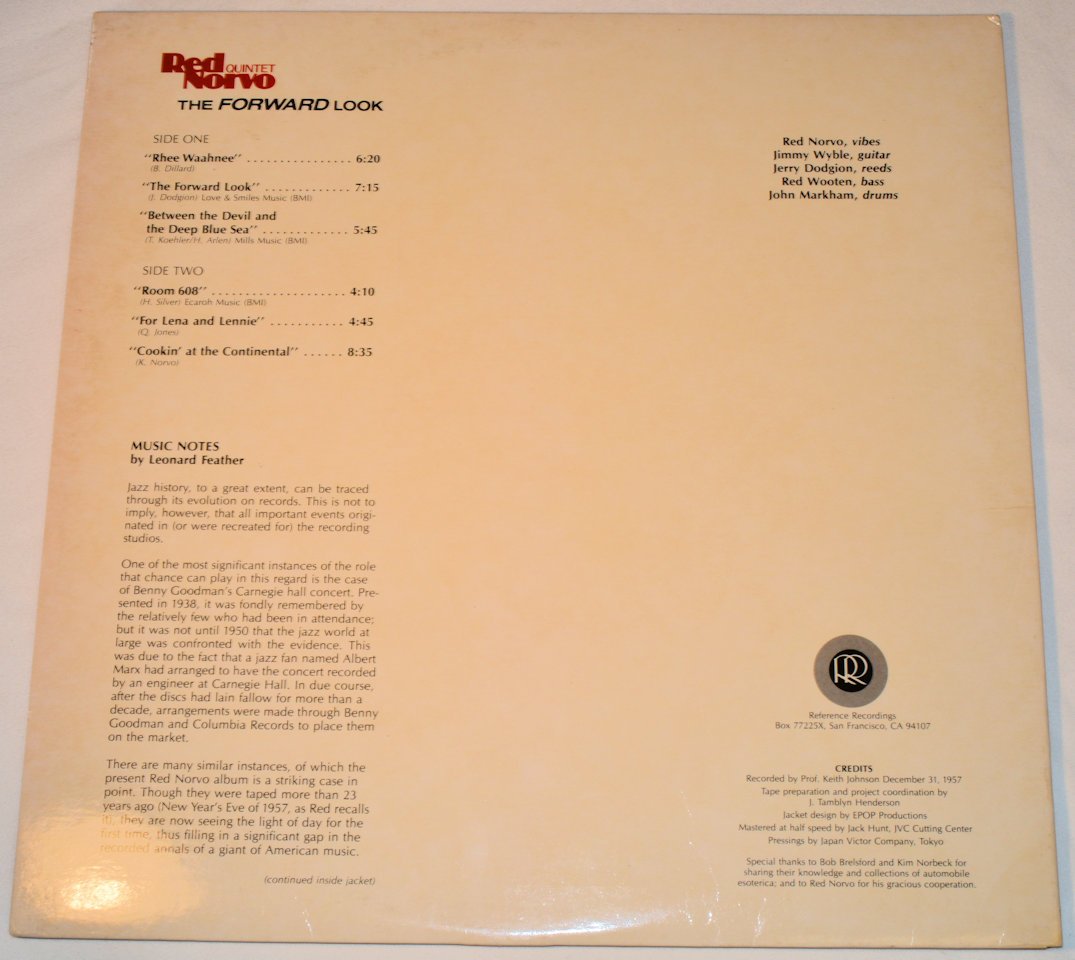 Red QUINTET
Norvo
THE FORWARD LOOK
SIDE ONE
"Rhee Waahnee" ................ 6:20
(B. Dillard)
"The Forward Look" ............. 7:15
(J. Dodgion) Love & Smiles Music (BMI)
"Between the Devil and
the Deep Blue Sea" ............. 5:45
(T. Koehler/H. Arlen) Mills Music (BMI)
SIDE TWO
"Room 608" .................... 4:10
(H. Silver) Ecaroh Music (BMI)
"For Lena and Lennie" ........... 4:45
(Q. Jones)
"Cookin' at the Continental" ...... 8:35
(K. Norvo)
MUSIC NOTES
by Leonard Feather
Jazz history, to a great extent, can be traced
through its evolution on records. This is not to
imply, however, that all important events origi-
nated in (or were recreated for) the recording
studios.
One of the most significant instances of the role
that chance can play in this regard is the case
of Benny Goodman's Carnegie hall concert. Pre-
sented in 1938, it was fondly remembered by
the relatively few who had been in attendance;
but it was not until 1950 that the jazz world at
large was confronted with the evidence. This
was due to the fact that a jazz fan named Albert
Marx had arranged to have the concert recorded
by an engineer at Carnegie Hall. In due course,
after the discs had lain fallow for more than a
decade, arrangements were made through Benny
Goodman and Columbia Records to place them
on the market.
There are many similar instances, of which the
present Red Norvo album is a striking case in
point. Though they were taped more than 23
years ago (New Year's Eve of 1957, as Red recalls
it), they are now seeing the light of day for the
first time, thus filling in a significant gap in the
recorded annals of a giant of American music.
(continued inside jacket)
Red Norvo, vibes
Jimmy Wyble, guitar
Jerry Dodgion, reeds
Red Wooten, bass
John Markham, drums
RR
Reference Recordings
Box 77225X, San Francisco, CA 94107
CREDITS
Recorded by Prof. Keith Johnson December 31, 1957
Tape preparation and project coordination by
J. Tamblyn Henderson
Jacket design by EPOP Productions
Mastered at half speed by Jack Hunt, JVC Cutting Center
Pressings by Japan Victor Company, Tokyo
Special thanks to Bob Brelsford and Kim Norbeck for
sharing their knowledge and collections of automobile
esoterica; and to Red Norvo for his gracious cooperation.